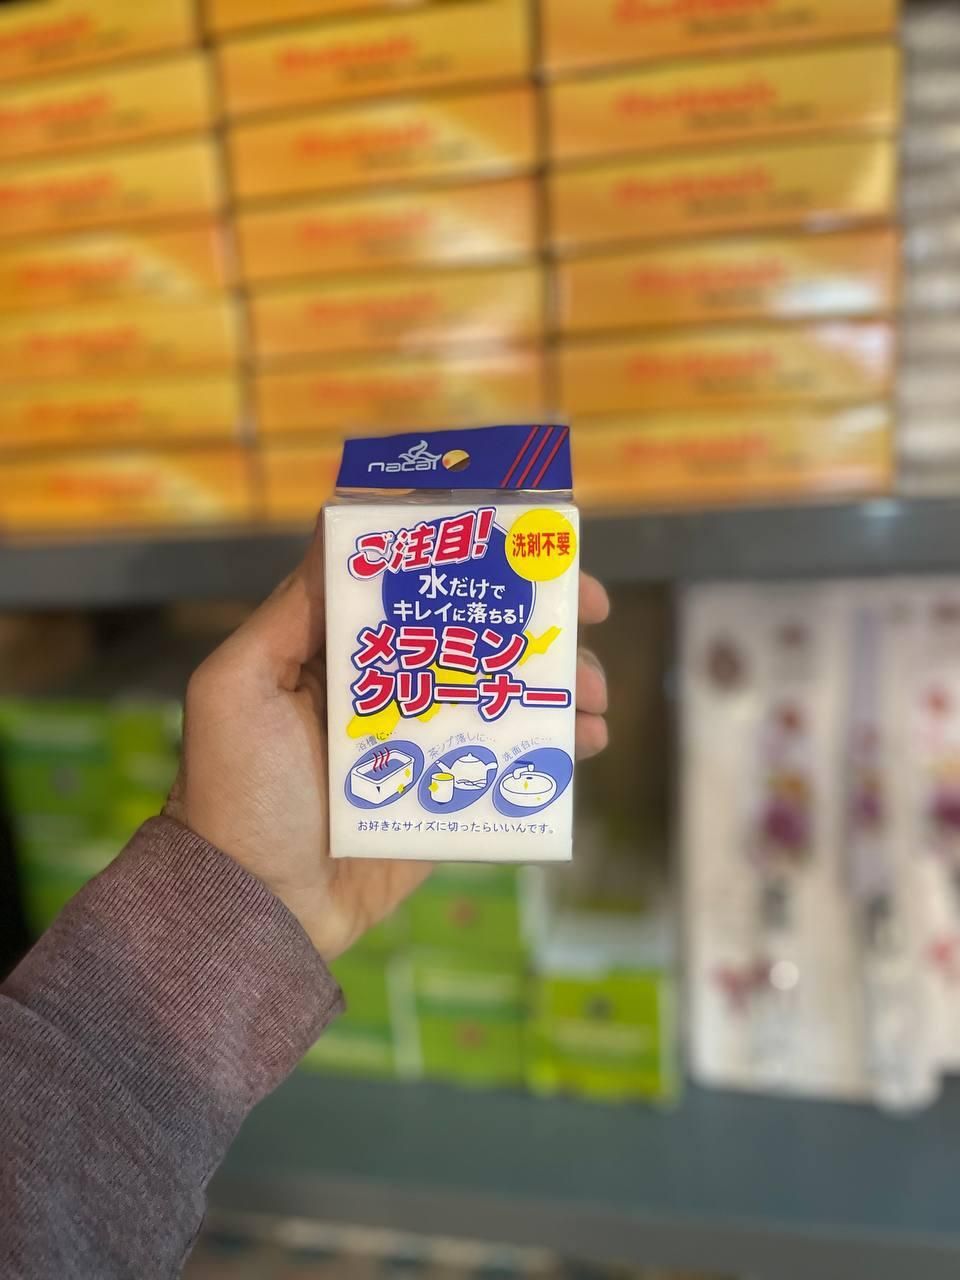 nacai
ご注目!
洗剤不要
水だけで
キレイに落ちる!
メラミン
クリーナー
浴槽に…
茶シブ落しに…
洗面台に…
お好きなサイズに切ったらいいんです。